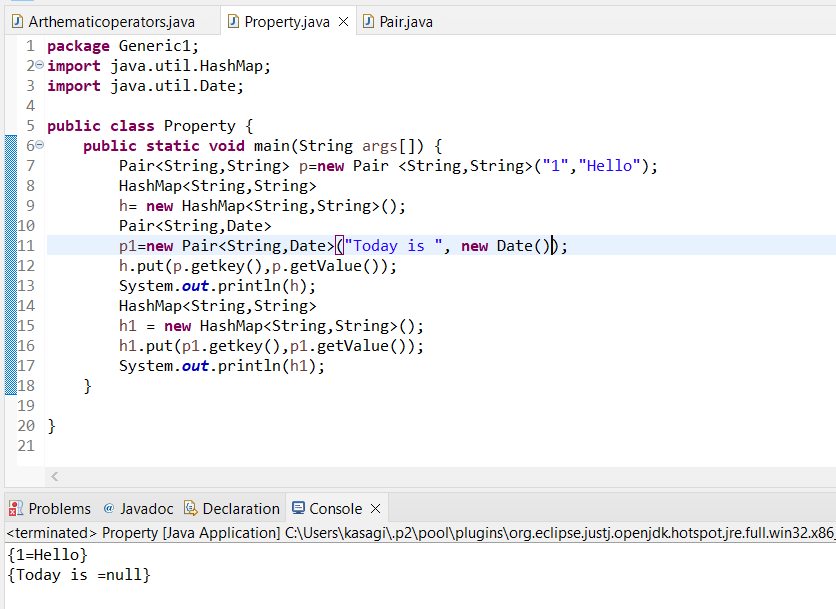 Arthematicoperators.java Property.java Pair.java
1 package Generic1;
2 import java.util.HashMap;
3 import java.util.Date;
4
5 public class Property {
6 public static void main(String args[]) {
7 Pair<String,String> p=new Pair <String,String>("1","Hello");
8 HashMap<String,String>
9 h= new HashMap<String,String>();
10 Pair<String,Date>
11 p1=new Pair<String,Date>("Today is ", new Date());
12 h.put(p.getkey(),p.getValue());
13 System.out.println(h);
14 HashMap<String,String>
15 h1 = new HashMap<String,String>();
16 h1.put(p1.getkey(),p1.getValue());
17 System.out.println(h1);
18 }
19
20 }
21
Problems @ Javadoc Declaration Console
<terminated> Property [Java Application] C:\Users\kasagi\.p2\pool\plugins\org.eclipse.justj.openjdk.hotspot.jre.full.win32.x86_
{1=Hello}
{Today is =null}